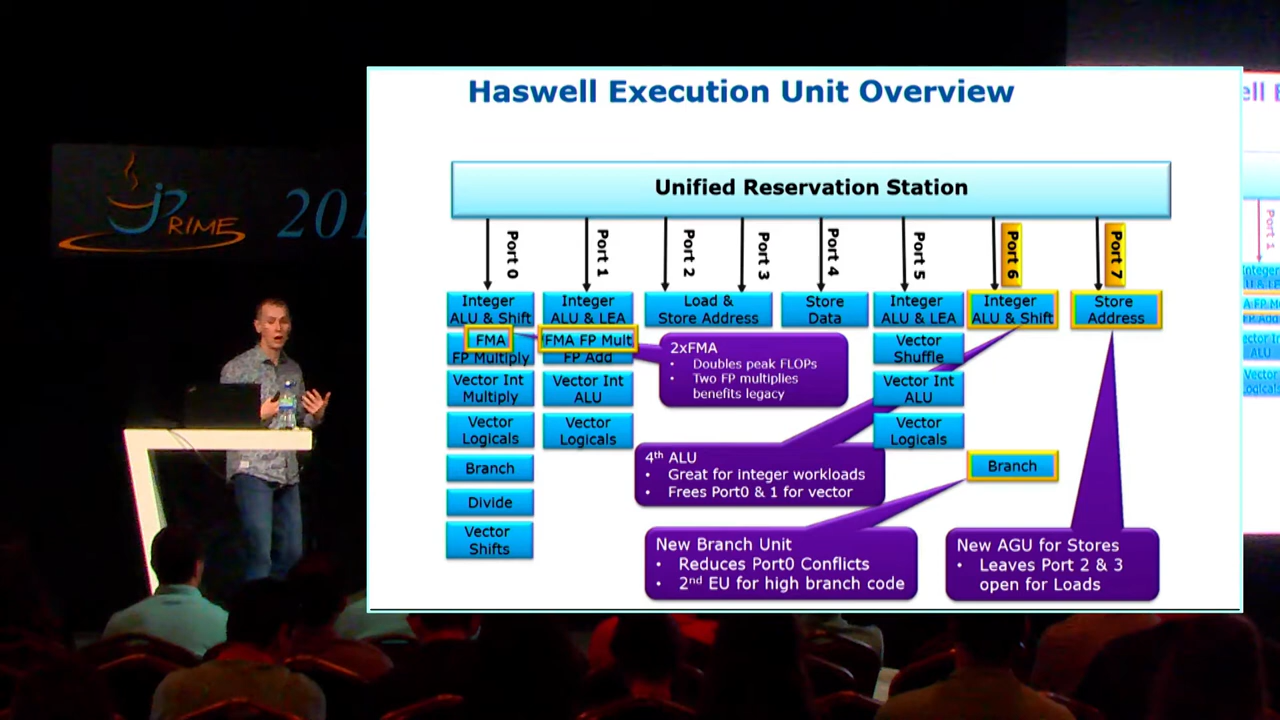 Haswell Execution Unit Overview
Unified Reservation Station
Port 0
Port 1
Port 2
Port 3
Port 4
Port 5
Port 6
Port 7
Integer
ALU & Shift
Integer
ALU & LEA
Load &
Store Address
Store
Data
Integer
ALU & LEA
Integer
ALU & Shift
Store
Address
FMA
FP Multiply
FMA FP Mult
FP Add
2xFMA
• Doubles peak FLOPs
• Two FP multiplies
benefits legacy
Vector
Shuffle
Vector Int
Multiply
Vector Int
ALU
Vector Int
ALU
Vector
Logicals
Vector
Logicals
Vector
Logicals
4th ALU
• Great for integer workloads
• Frees Port0 & 1 for vector
Branch
Branch
Divide
Vector
Shifts
New Branch Unit
• Reduces Port0 Conflicts
• 2nd EU for high branch code
New AGU for Stores
• Leaves Port 2 & 3
open for Loads
JPRIME
201
ell E
Port 1
Integer